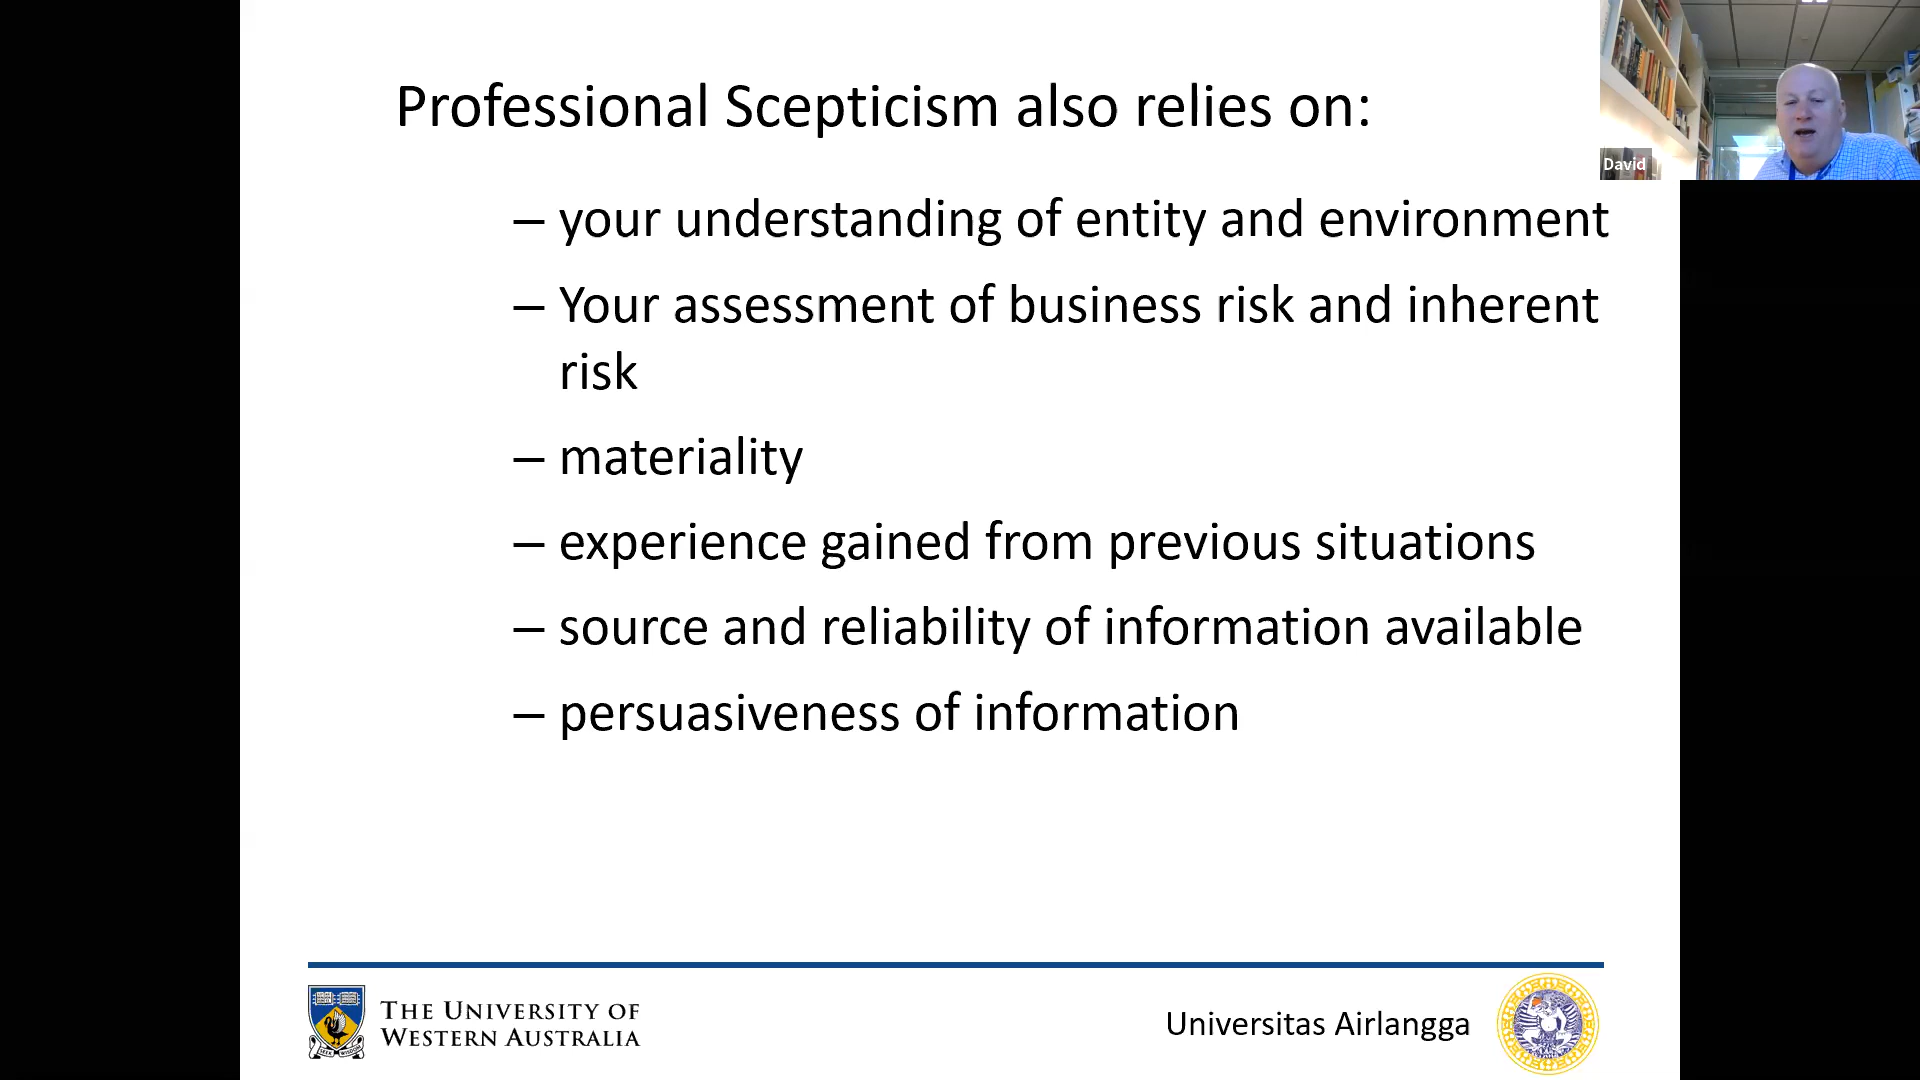 Professional Scepticism also relies on:
David
– your understanding of entity and environment
– Your assessment of business risk and inherent
risk
– materiality
– experience gained from previous situations
– source and reliability of information available
– persuasiveness of information
THE UNIVERSITY OF
WESTERN AUSTRALIA
SEEK WISDOM
Universitas Airlangga